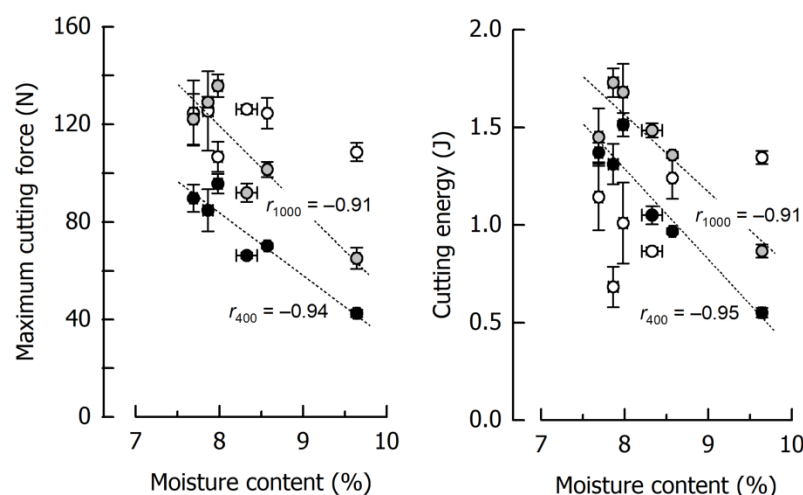 160
120
80
40
0
Maximum cutting force (N)
r1000 = –0.91
r400 = –0.94
7
8
9
10
Moisture content (%)
2.0
1.5
1.0
0.5
0.0
Cutting energy (J)
r1000 = –0.91
r400 = –0.95
7
8
9
10
Moisture content (%)